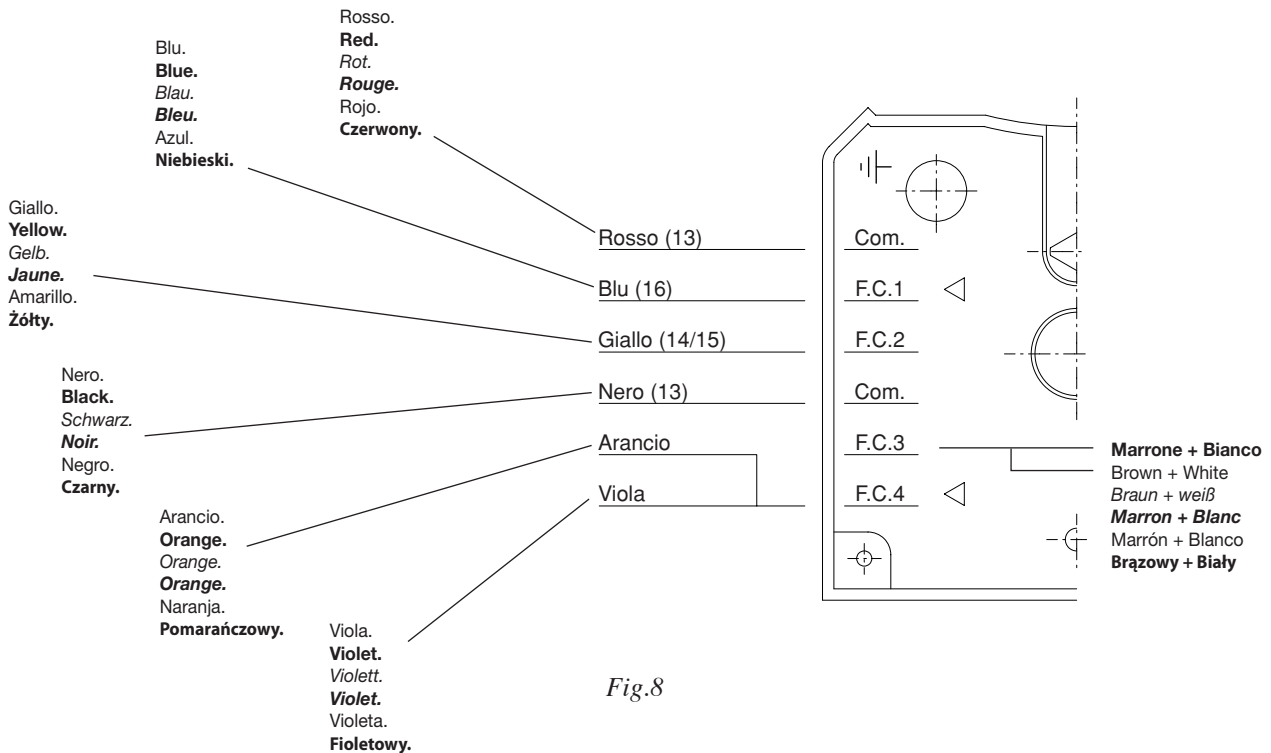 Rosso.
Red.
Rot.
Rouge.
Rojo.
Czerwony.
Blu.
Blue.
Blau.
Bleu.
Azul.
Niebieski.
Giallo.
Yellow.
Gelb.
Jaune.
Amarillo.
Żółty.
Nero.
Black.
Schwarz.
Noir.
Negro.
Czarny.
Arancio.
Orange.
Orange.
Orange.
Naranja.
Pomarańczowy.
Viola.
Violet.
Violett.
Violet.
Violeta.
Fioletowy.
Rosso (13) Com.
Blu (16) F.C.1
Giallo (14/15) F.C.2
Nero (13) Com.
Arancio F.C.3
Viola F.C.4
Marrone + Bianco
Brown + White
Braun + weiß
Marron + Blanc
Marrón + Blanco
Brązowy + Biały
Fig.8